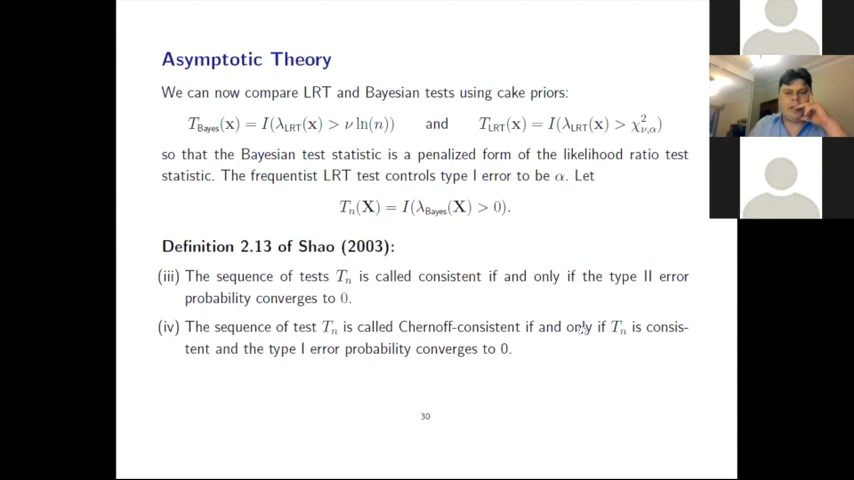 Asymptotic Theory
We can now compare LRT and Bayesian tests using cake priors:
T_Bayes(x) = I(λ_LRT(x) > ν ln(n)) and T_LRT(x) = I(λ_LRT(x) > χ²_ν,α)
so that the Bayesian test statistic is a penalized form of the likelihood ratio test
statistic. The frequentist LRT test controls type I error to be α. Let
T_n(X) = I(λ_Bayes(X) > 0).
Definition 2.13 of Shao (2003):
(iii) The sequence of tests T_n is called consistent if and only if the type II error
probability converges to 0.
(iv) The sequence of test T_n is called Chernoff-consistent if and only if T_n is consis-
tent and the type I error probability converges to 0.
30